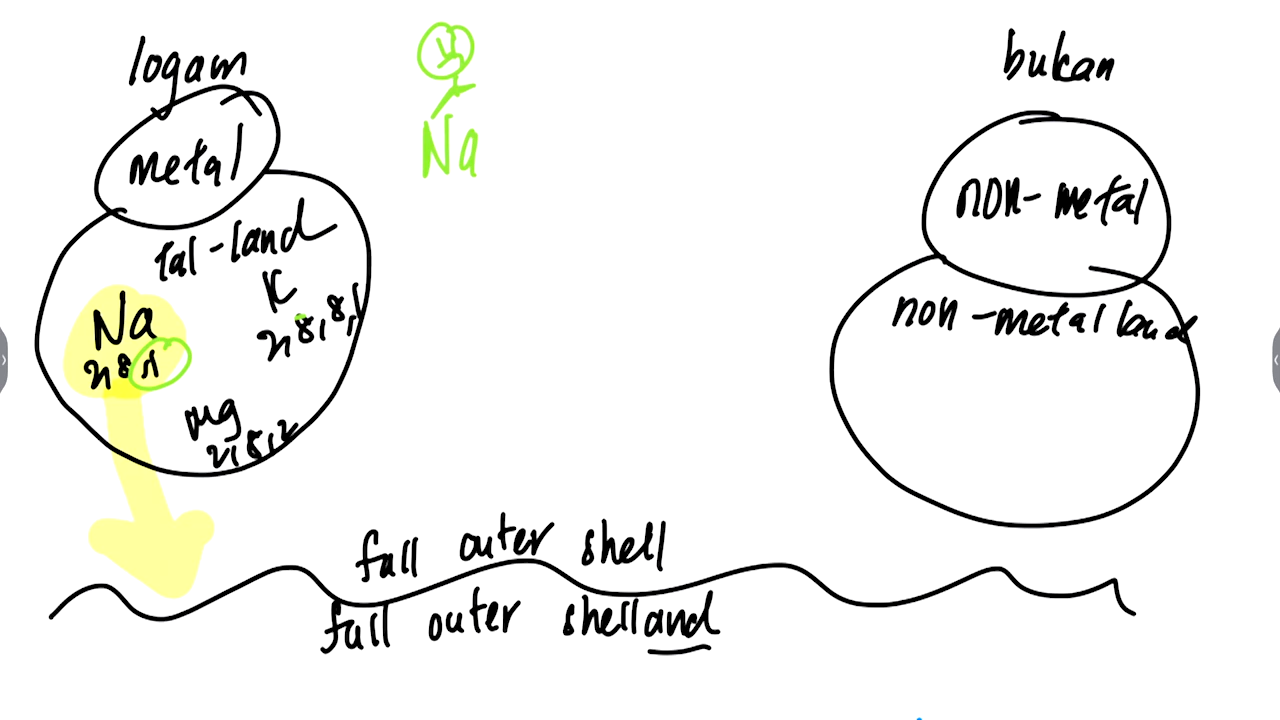 logam
metal
tal-land
K
2,8,8,1
Na
2,8,1
Mg
2,8,2
Na
bukan
non-metal
non-metal land
full outer shell
full outer shelland